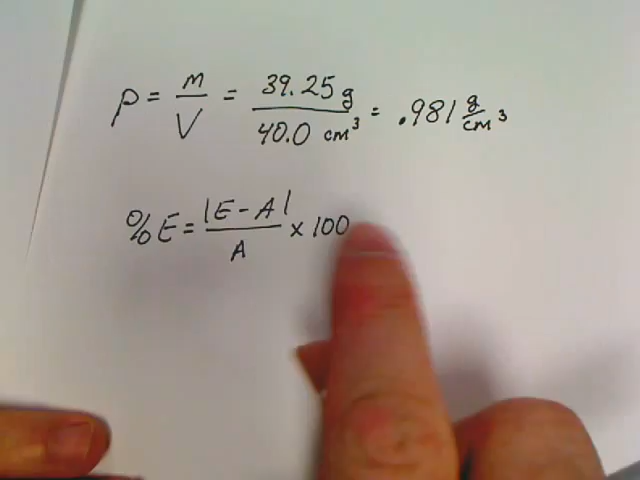 ρ = m/V = 39.25 g / 40.0 cm³ = .981 g/cm³
% E = |E - A| / A x 100